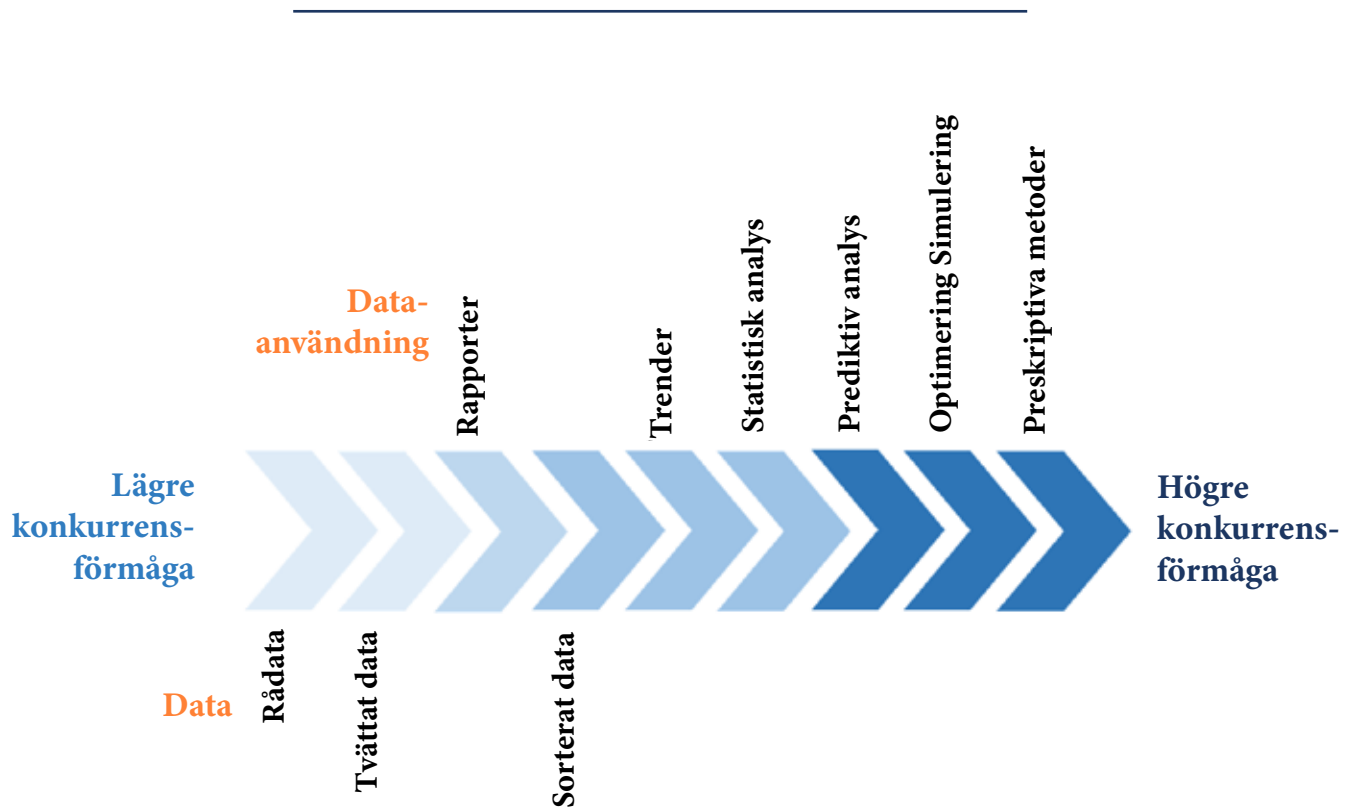 Data-
användning
Rapporter
Trender
Statistisk analys
Prediktiv analys
Optimering Simulering
Preskriptiva metoder
Lägre
konkurrens-
förmåga
Högre
konkurrens-
förmåga
Data
Rådata
Tvättat data
Sorterat data